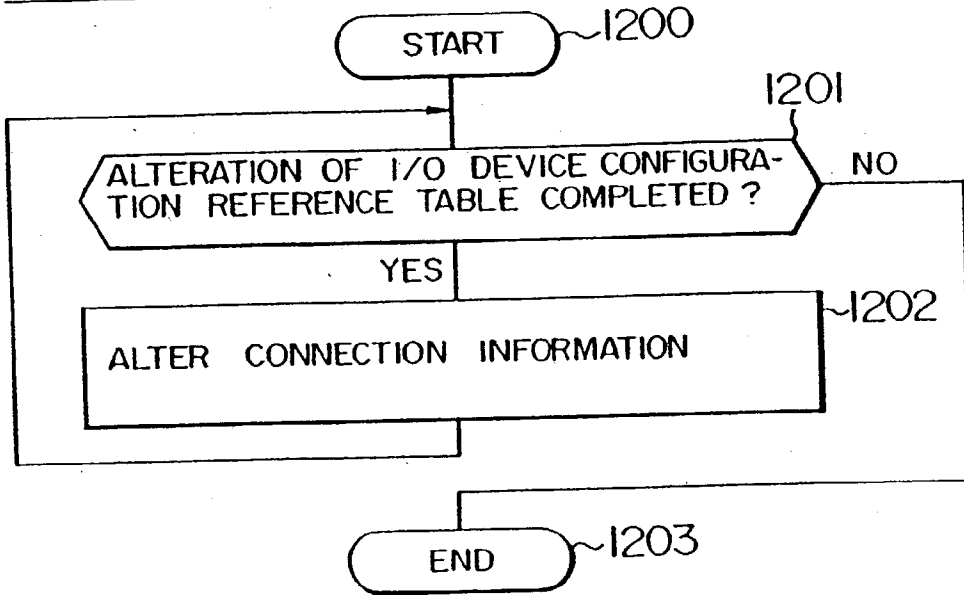 START
1200
1201
ALTERATION OF I/O DEVICE CONFIGURA-
TION REFERENCE TABLE COMPLETED ?
NO
YES
1202
ALTER CONNECTION INFORMATION
END
1203